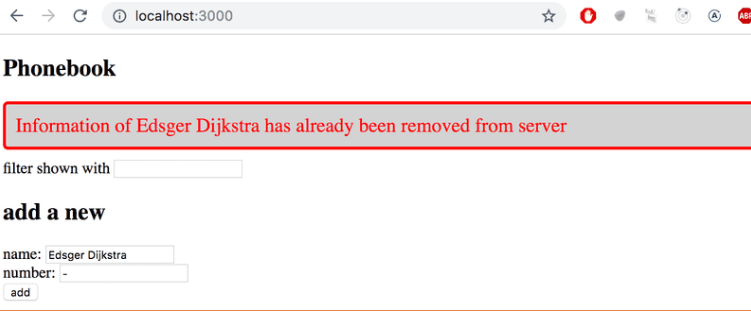 localhost:3000
ABP
Phonebook
Information of Edsger Dijkstra has already been removed from server
filter shown with
add a new
name: Edsger Dijkstra
number: -
add